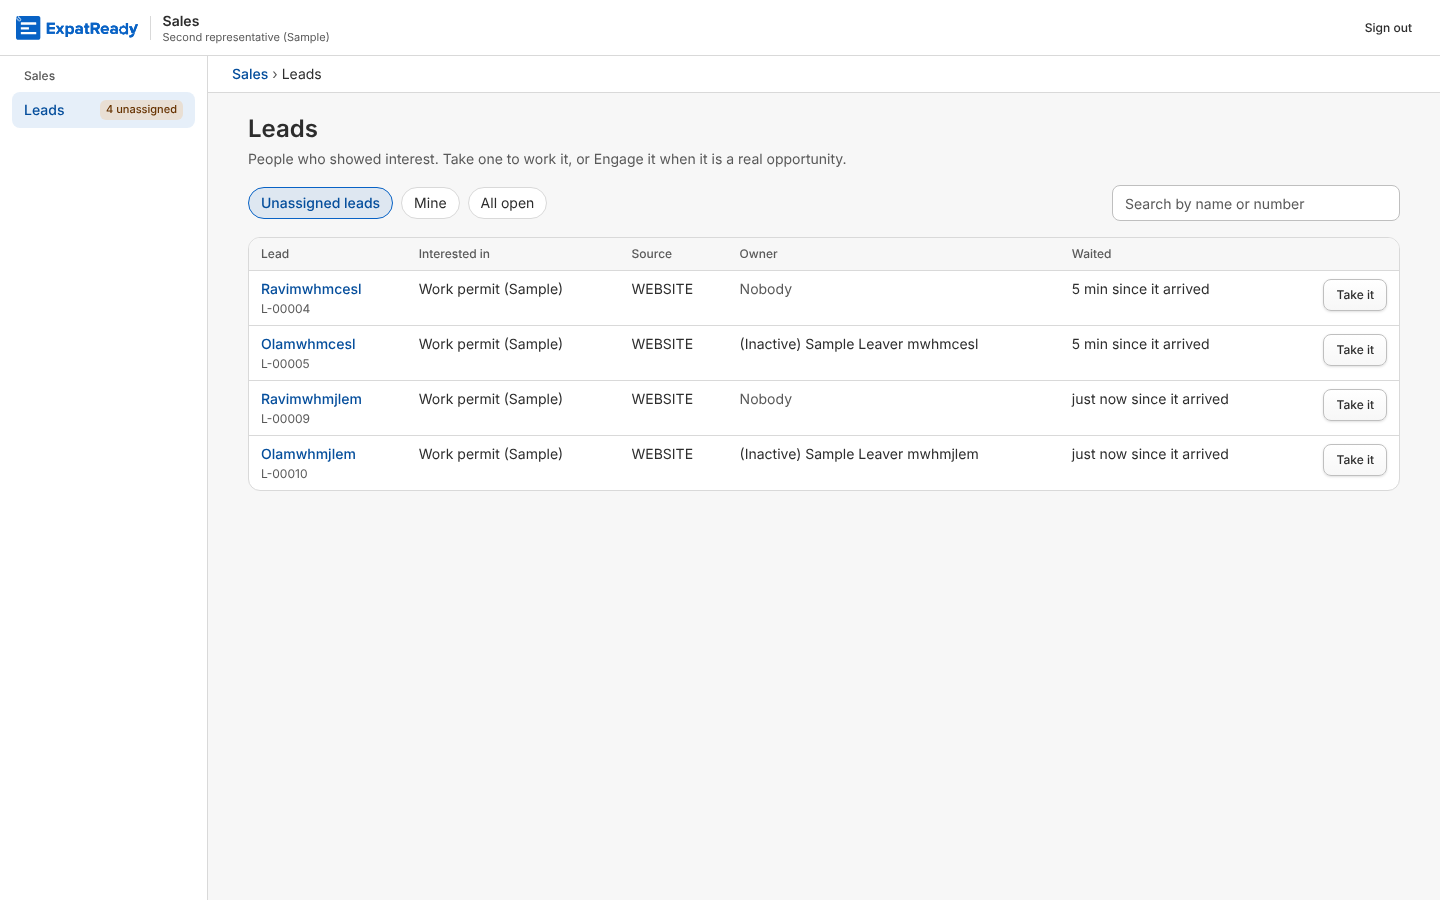 ExpatReady
Sales
Second representative (Sample)
Sign out
Sales
Leads
4 unassigned
Sales › Leads
Leads
People who showed interest. Take one to work it, or Engage it when it is a real opportunity.
Unassigned leads
Mine
All open
Search by name or number
Lead Interested in Source Owner Waited
Ravimwhmcesl Work permit (Sample) WEBSITE Nobody 5 min since it arrived Take it
L-00004
Olamwhmcesl Work permit (Sample) WEBSITE (Inactive) Sample Leaver mwhmcesl 5 min since it arrived Take it
L-00005
Ravimwhmjlem Work permit (Sample) WEBSITE Nobody just now since it arrived Take it
L-00009
Olamwhmjlem Work permit (Sample) WEBSITE (Inactive) Sample Leaver mwhmjlem just now since it arrived Take it
L-00010